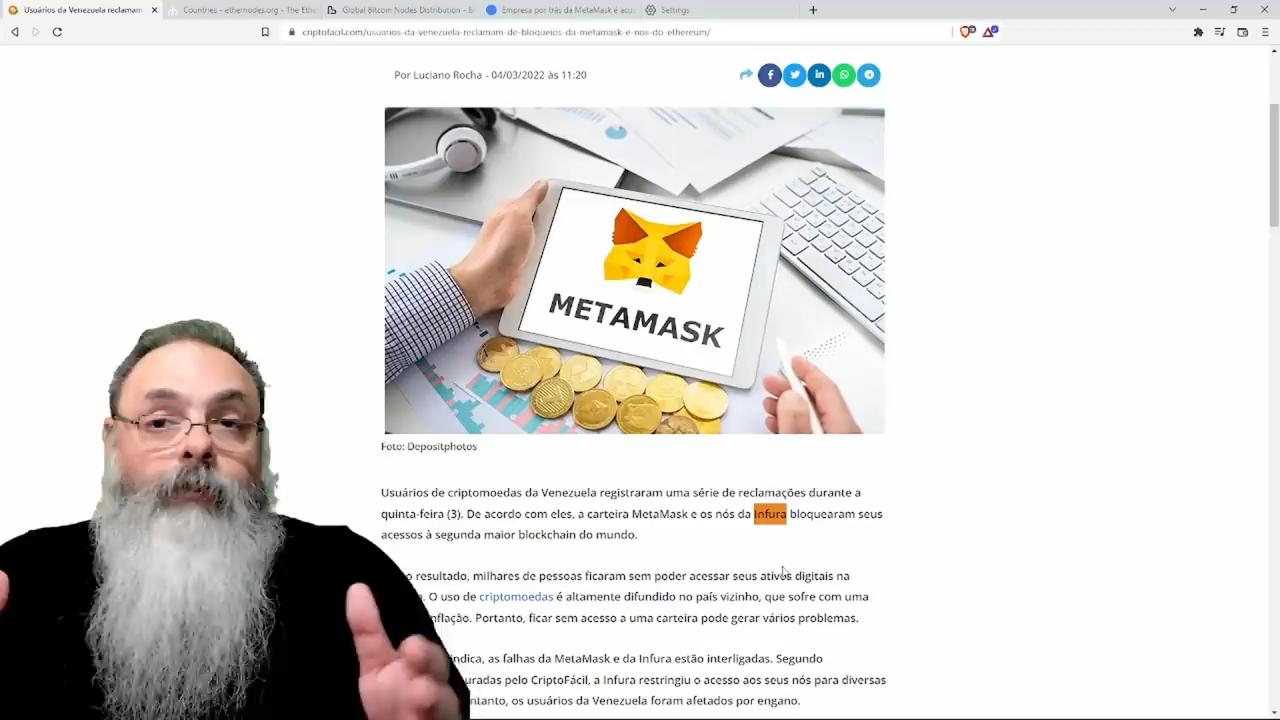 Usuários da Venezuela reclamam
Countries - ethernodes.org - The Eth
Global Bitcoin Nodes Distribution -
Empresa por trás da MetaMask é acu
Settings
criptofacil.com/usuarios-da-venezuela-reclamam-de-bloqueios-da-metamask-e-nos-do-ethereum/
Por Luciano Rocha - 04/03/2022 às 11:20
METAMASK
Foto: Depositphotos
Usuários de criptomoedas da Venezuela registraram uma série de reclamações durante a
quinta-feira (3). De acordo com eles, a carteira MetaMask e os nós da Infura bloquearam seus
acessos à segunda maior blockchain do mundo.
o resultado, milhares de pessoas ficaram sem poder acessar seus ativos digitais na
. O uso de criptomoedas é altamente difundido no país vizinho, que sofre com uma
nflação. Portanto, ficar sem acesso a uma carteira pode gerar vários problemas.
indica, as falhas da MetaMask e da Infura estão interligadas. Segundo
uradas pelo CriptoFácil, a Infura restringiu o acesso aos seus nós para diversas
ntanto, os usuários da Venezuela foram afetados por engano.